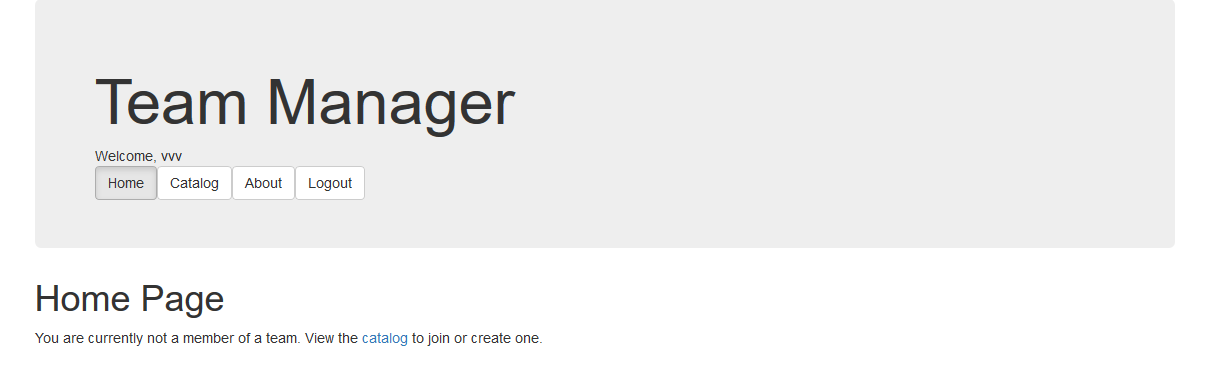 Team Manager
Welcome, vvv
Home Catalog About Logout
Home Page
You are currently not a member of a team. View the catalog to join or create one.